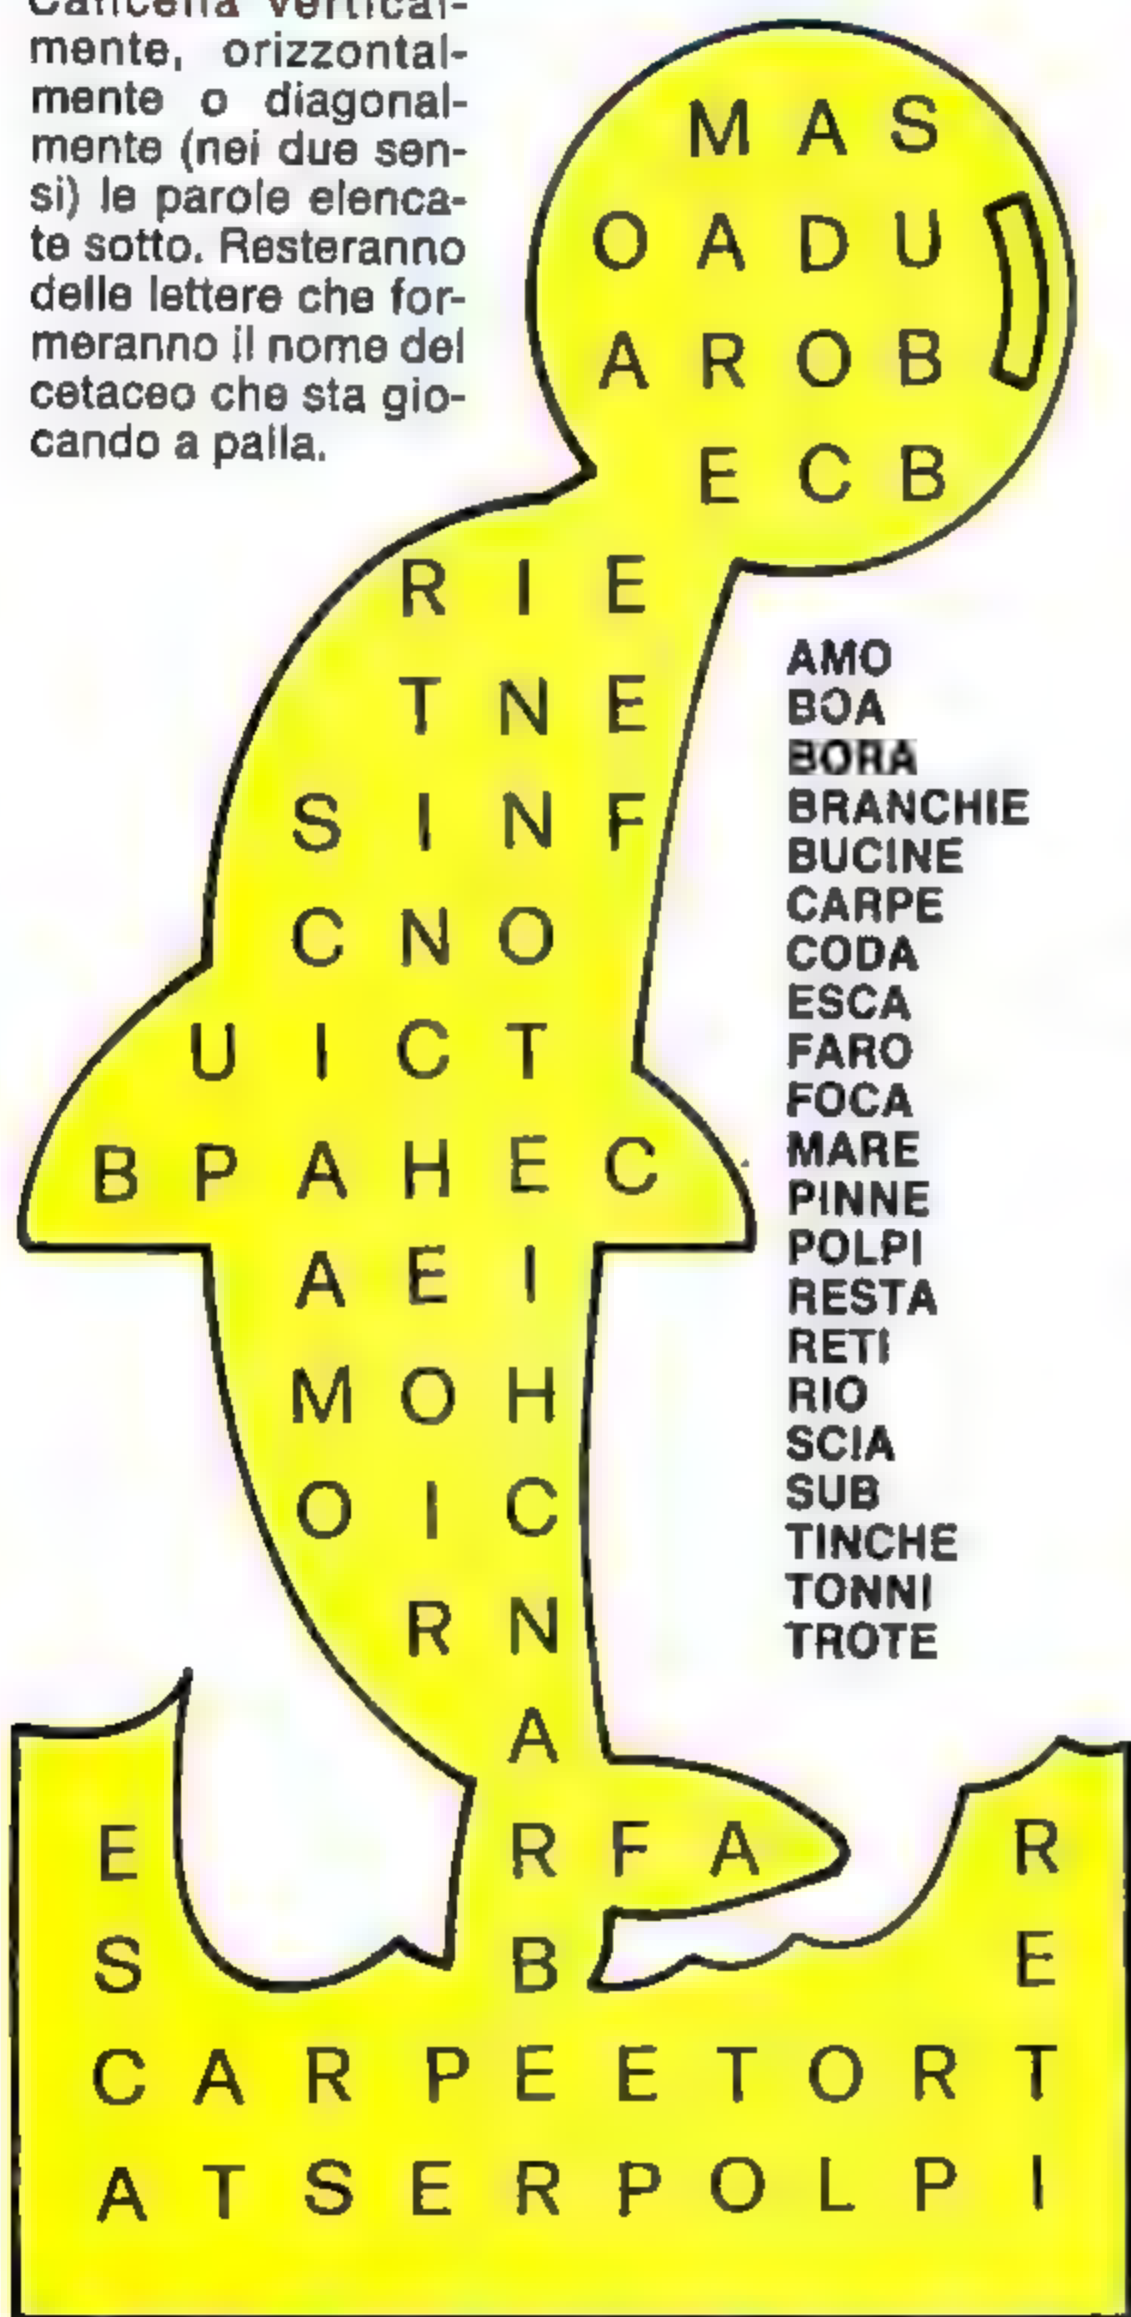 Cancella vertical-
mente, orizzontal-
mente o diagonal-
mente (nei due sen-
si) le parole elenca-
te sotto. Resteranno
delle lettere che for-
meranno il nome del
cetaceo che sta gio-
cando a palla.
M A S
O A D U
A R O B
E C B
R I E
T N E
S I N F
C N O
U I C T
B P A H E C
A E I
M O H
O I C
R N
A
E R F A R
S B E
C A R P E E T O R T
A T S E R P O L P I
AMO
BOA
BORA
BRANCHIE
BUCINE
CARPE
CODA
ESCA
FARO
FOCA
MARE
PINNE
POLPI
RESTA
RETI
RIO
SCIA
SUB
TINCHE
TONNI
TROTE